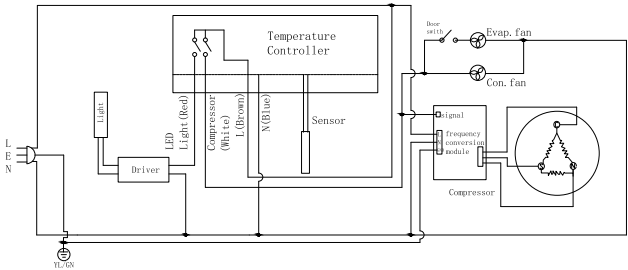 Door
smith
Evap.fan
Temperature
Controller
Con.fan
Light
LED
Light(Red)
Compressor
(White)
L(Brown)
N(Blue)
Sensor
signal
L
frequency
N
conversion
module
L
E
N
Driver
Compressor
YL/GN